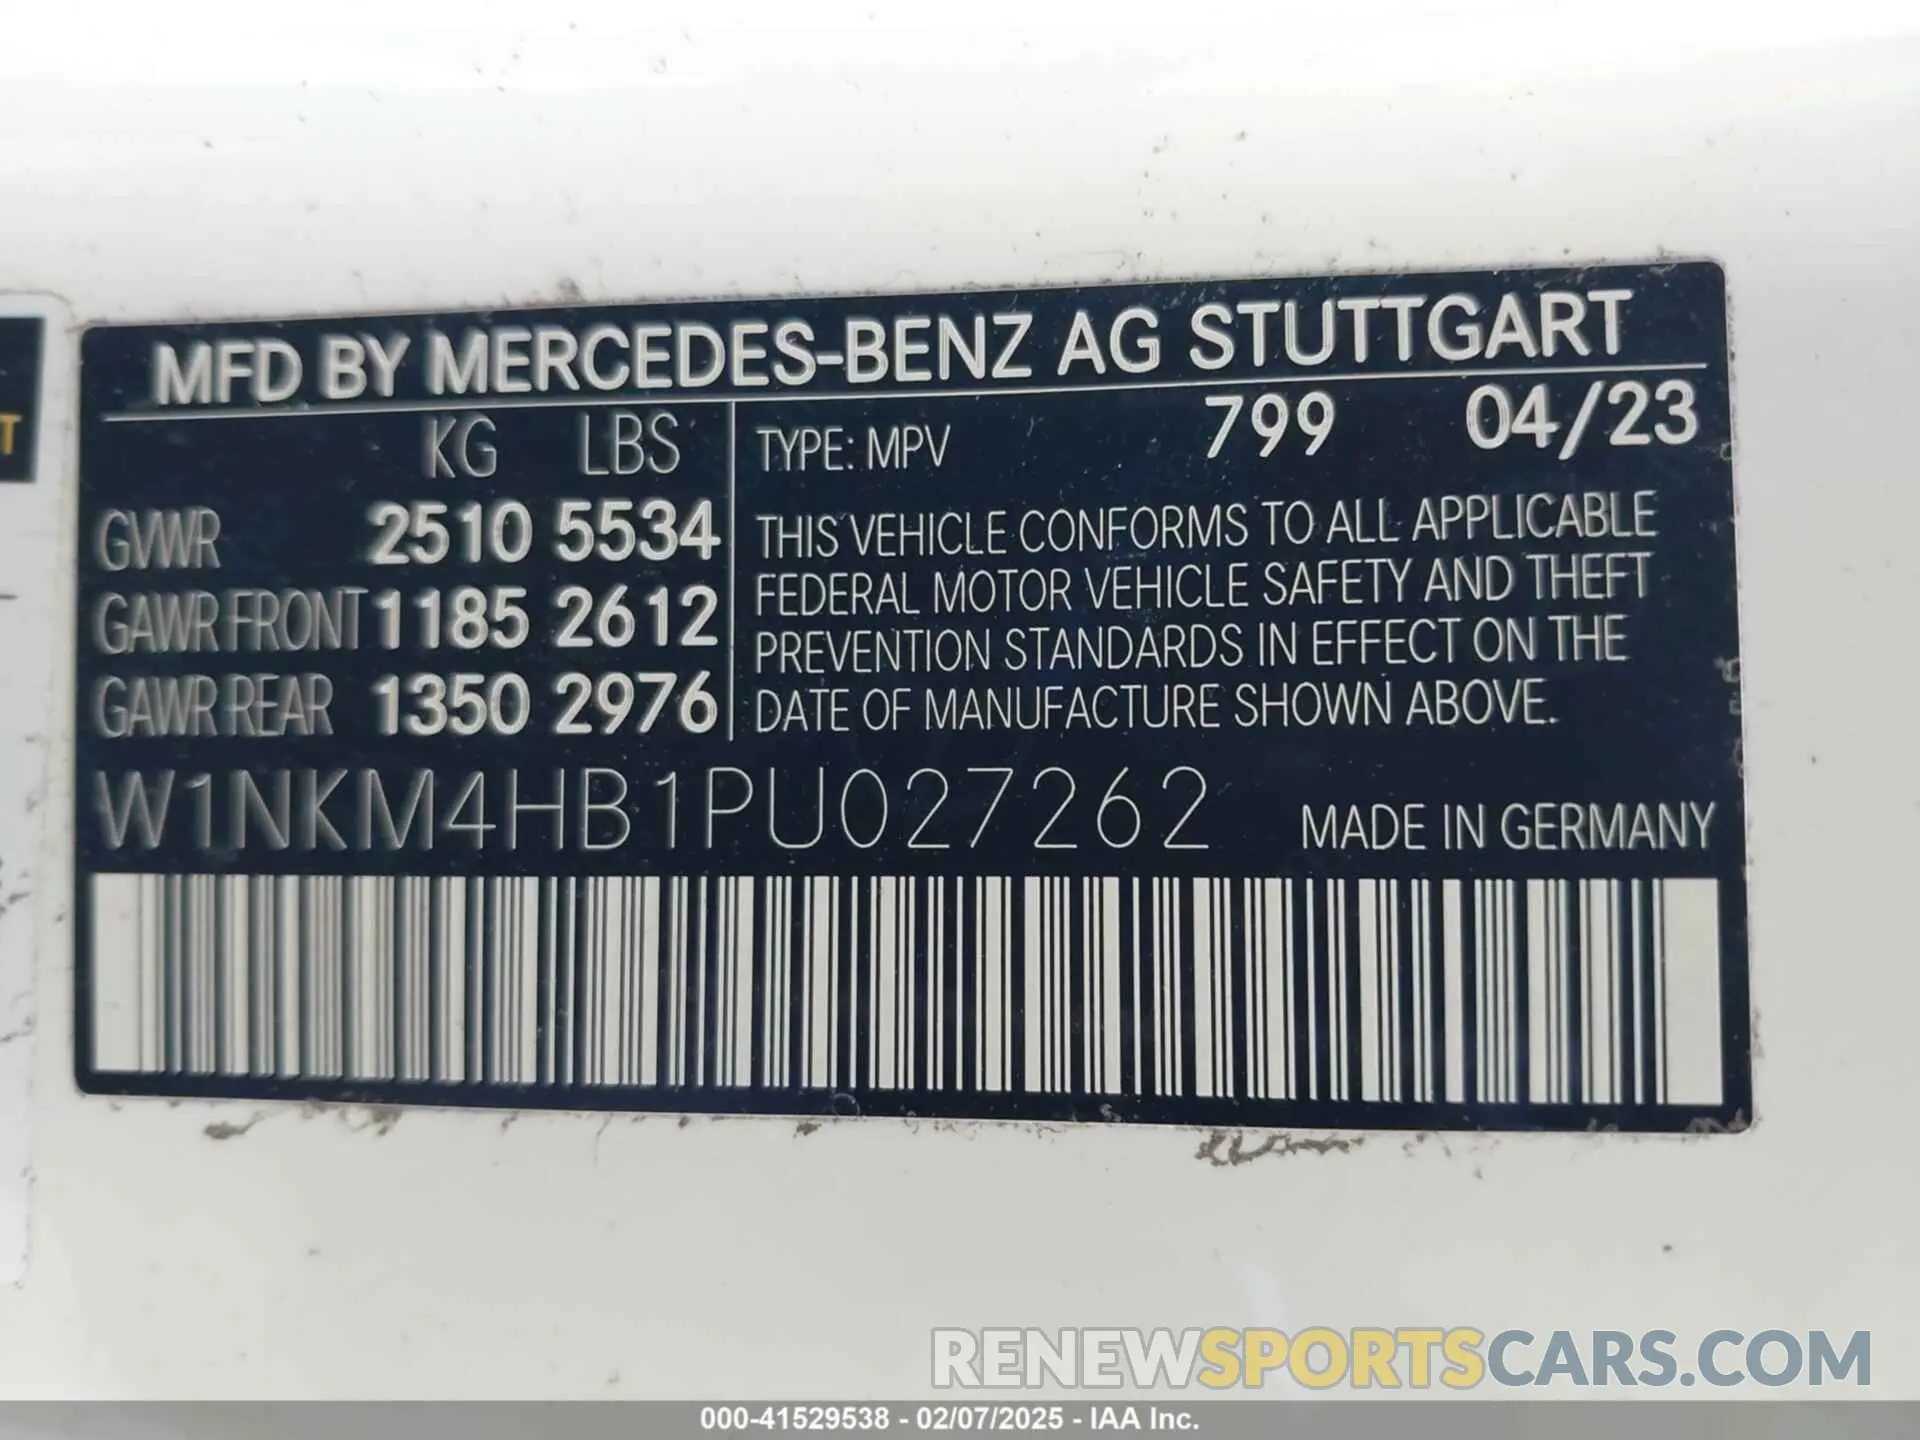 MFD BY MERCEDES-BENZ AG STUTTGART
KG LBS
TYPE: MPV 799 04/23
GVWR 2510 5534
GAWR FRONT 1185 2612
GAWR REAR 1350 2976
THIS VEHICLE CONFORMS TO ALL APPLICABLE
FEDERAL MOTOR VEHICLE SAFETY AND THEFT
PREVENTION STANDARDS IN EFFECT ON THE
DATE OF MANUFACTURE SHOWN ABOVE.
W1NKM4HB1PU027262 MADE IN GERMANY
T
RENEWSPORTSCARS.COM
000-41529538 - 02/07/2025 - IAA Inc.